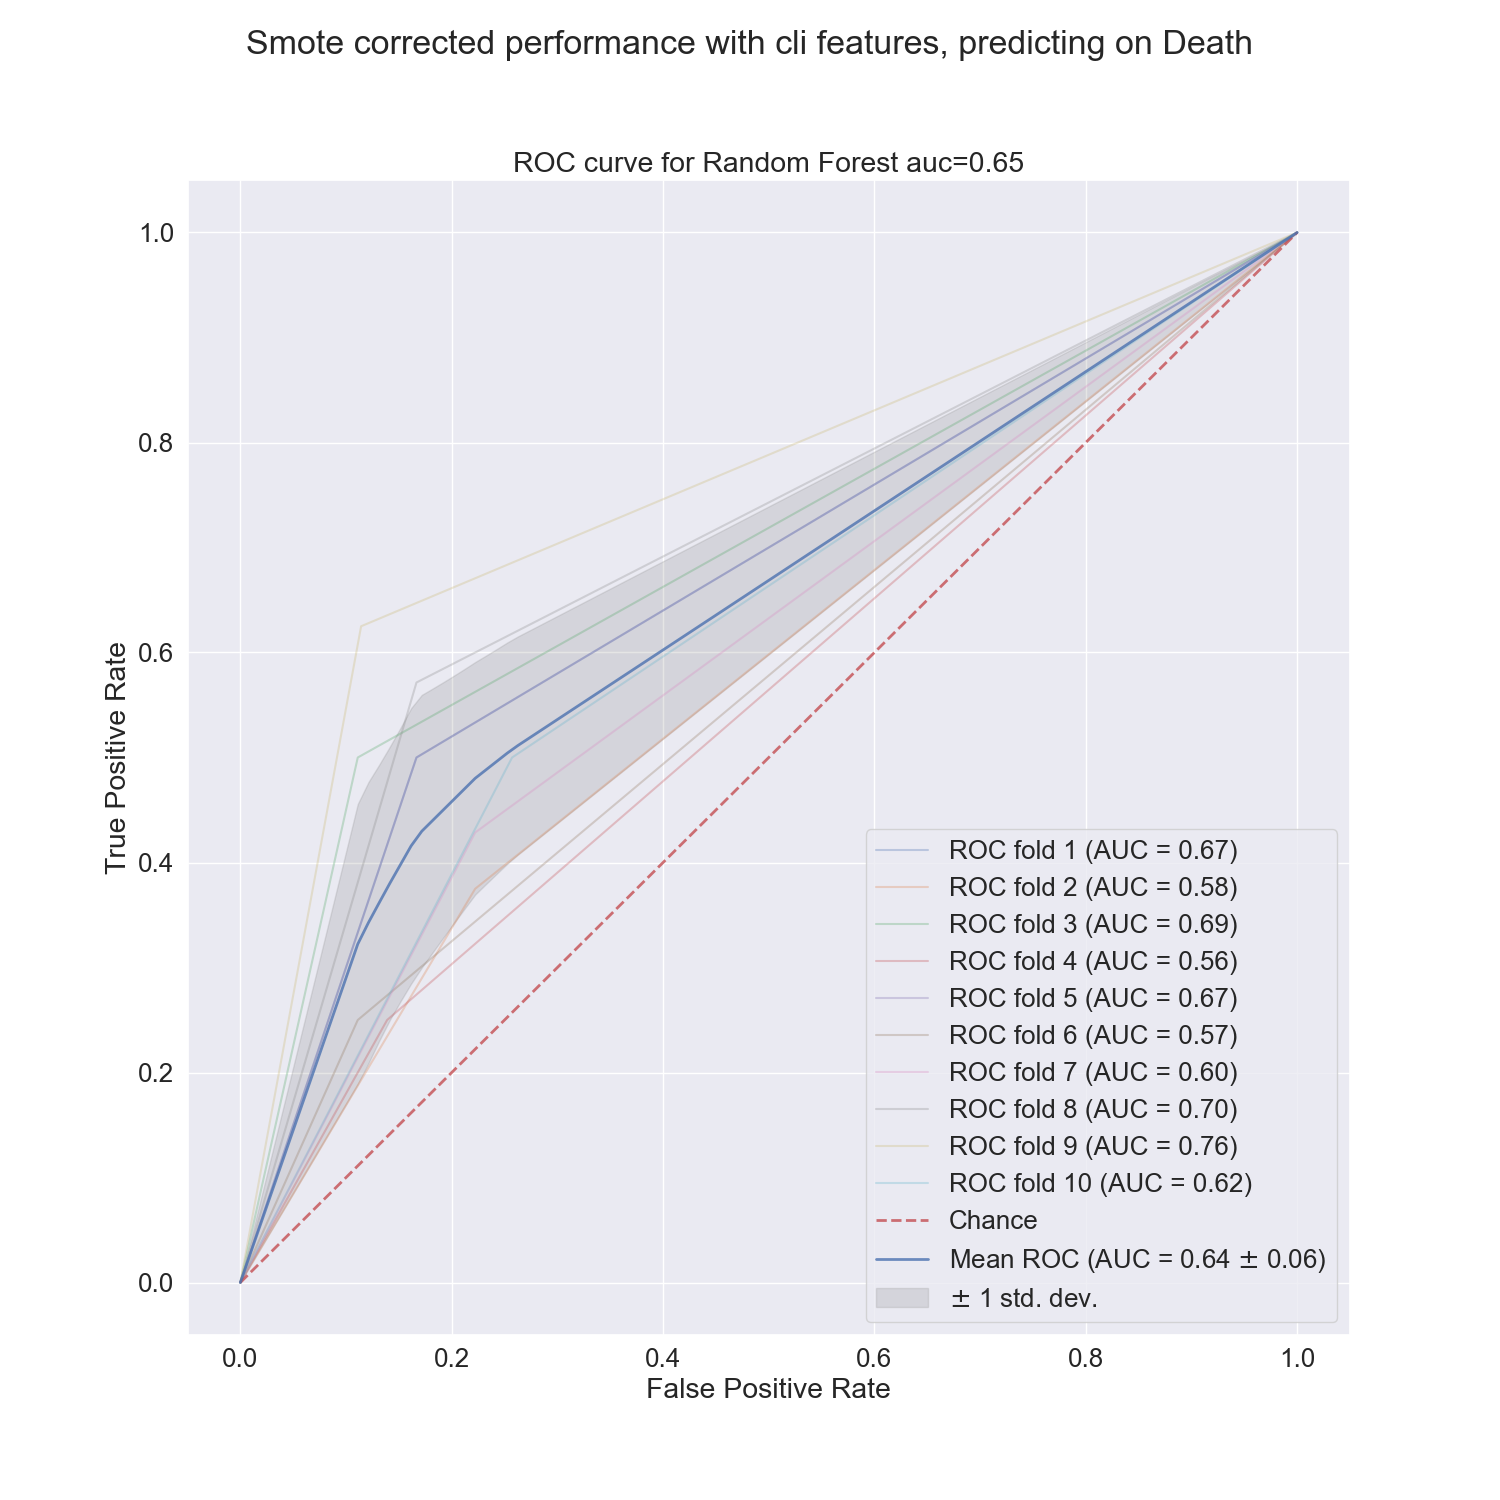 Smote corrected performance with cli features, predicting on Death
ROC curve for Random Forest auc=0.65
True Positive Rate
1.0
0.8
0.6
0.4
0.2
0.0
ROC fold 1 (AUC = 0.67)
ROC fold 2 (AUC = 0.58)
ROC fold 3 (AUC = 0.69)
ROC fold 4 (AUC = 0.56)
ROC fold 5 (AUC = 0.67)
ROC fold 6 (AUC = 0.57)
ROC fold 7 (AUC = 0.60)
ROC fold 8 (AUC = 0.70)
ROC fold 9 (AUC = 0.76)
ROC fold 10 (AUC = 0.62)
Chance
Mean ROC (AUC = 0.64 ± 0.06)
± 1 std. dev.
0.0 0.2 0.4 0.6 0.8 1.0
False Positive Rate